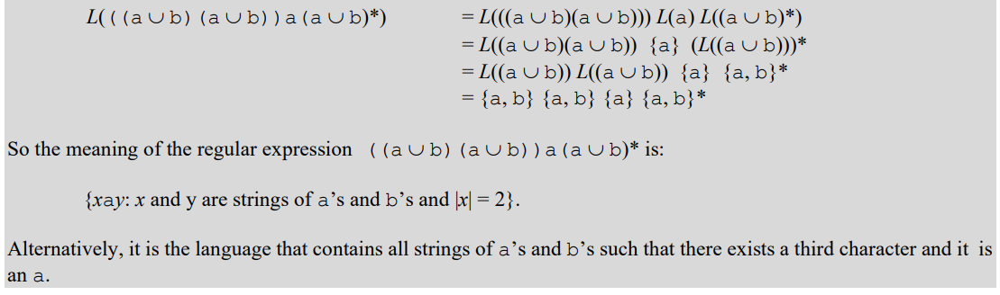 L(((a ∪ b) (a ∪ b))a(a ∪ b)*) = L(((a ∪ b)(a ∪ b))) L(a) L((a ∪ b)*)
= L((a ∪ b)(a ∪ b)) {a} (L((a ∪ b)))*
= L((a ∪ b)) L((a ∪ b)) {a} {a, b}*
= {a, b} {a, b} {a} {a, b}*
So the meaning of the regular expression ((a ∪ b) (a ∪ b))a(a ∪ b)* is:
{xay: x and y are strings of a’s and b’s and |x| = 2}.
Alternatively, it is the language that contains all strings of a’s and b’s such that there exists a third character and it is
an a.